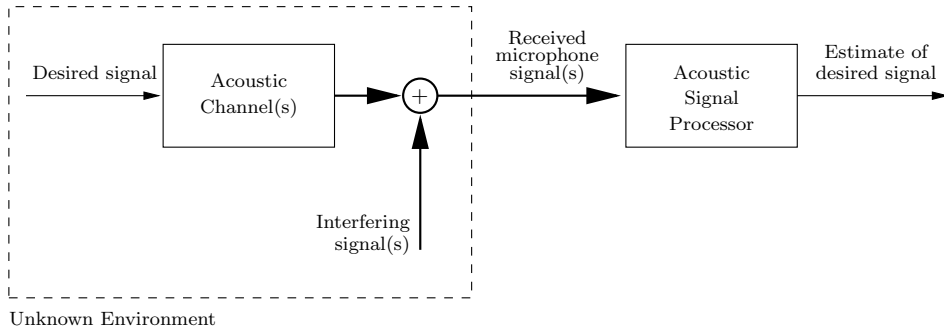 Desired signal
Acoustic
Channel(s)
+
Interfering
signal(s)
Received
microphone
signal(s)
Acoustic
Signal
Processor
Estimate of
desired signal
Unknown Environment